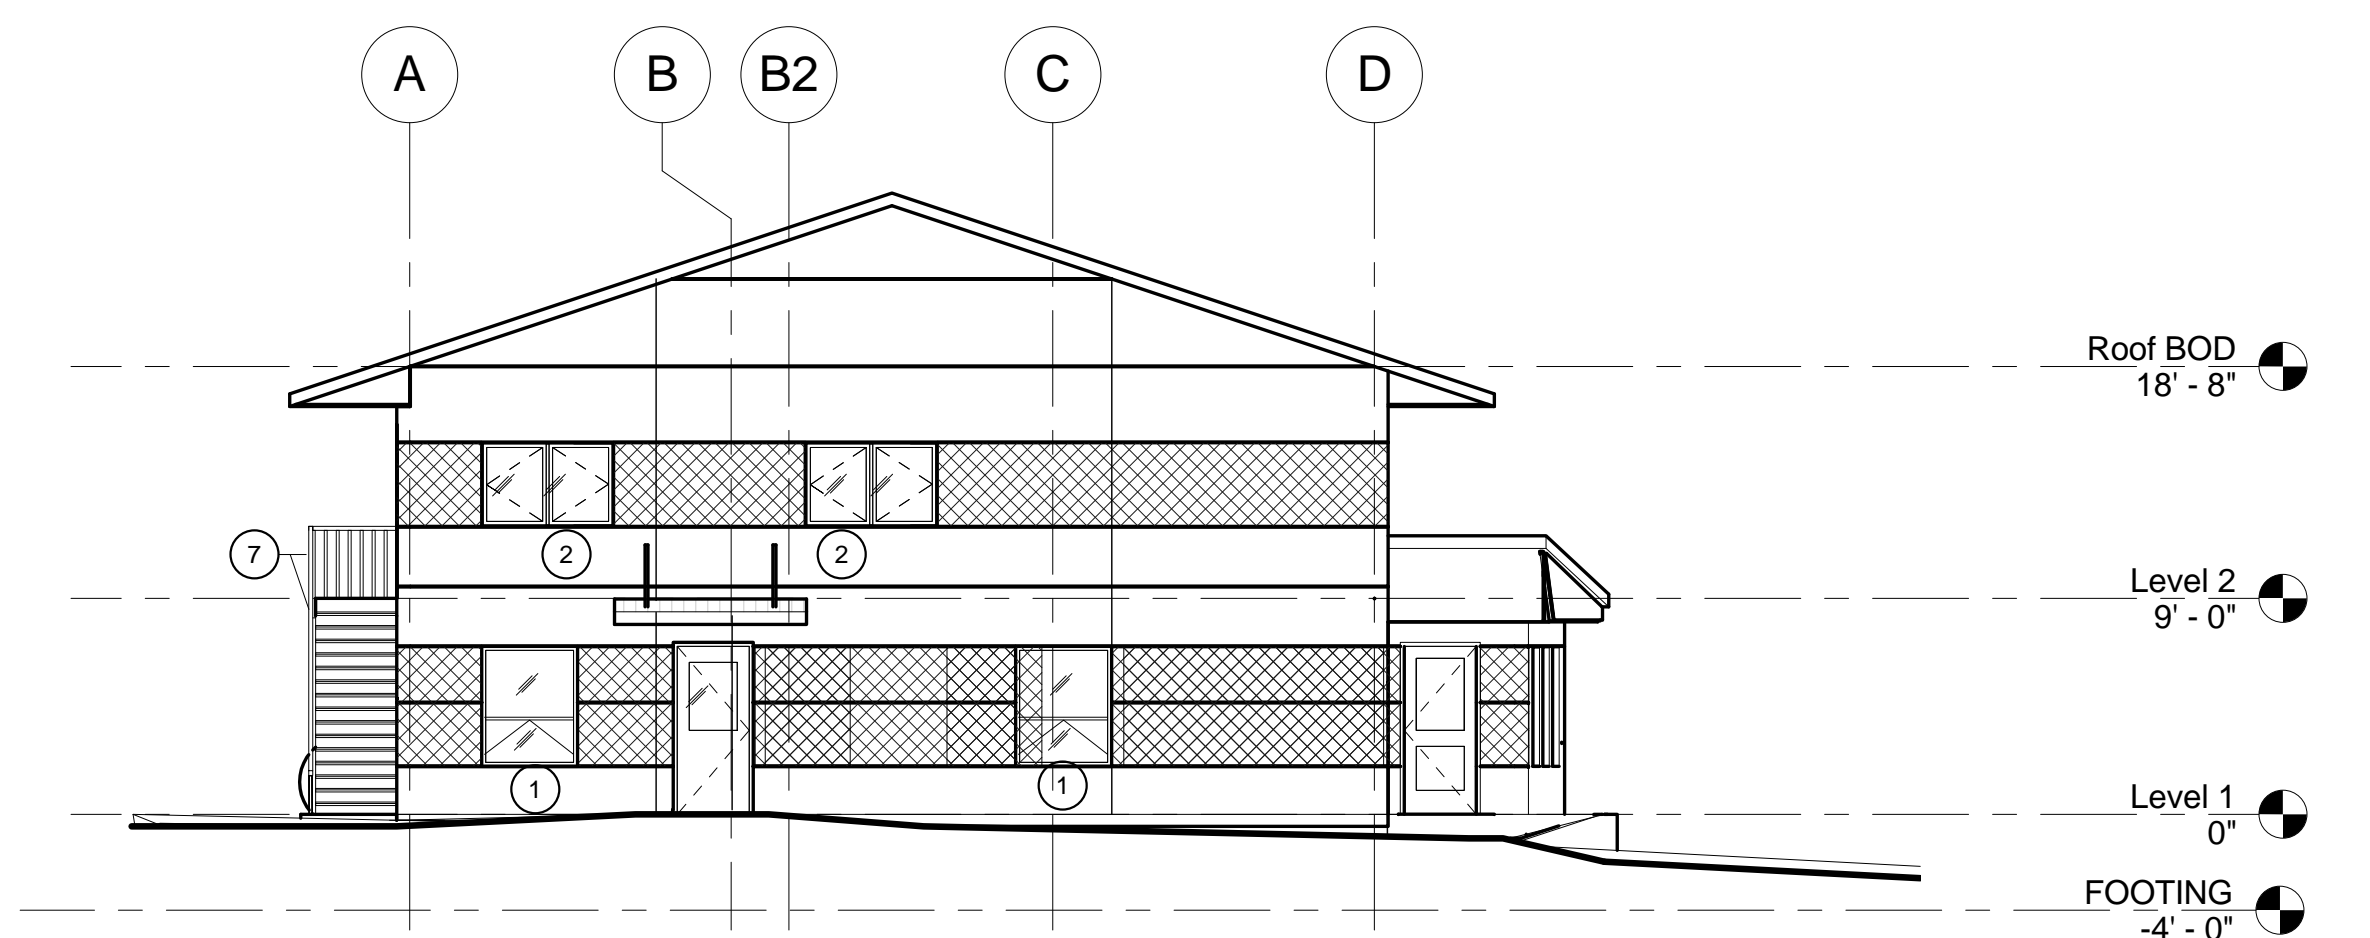 A
B
B2
C
D
Roof BOD
18' - 8"
7
2
2
Level 2
9' - 0"
1
1
Level 1
0"
FOOTING
-4' - 0"